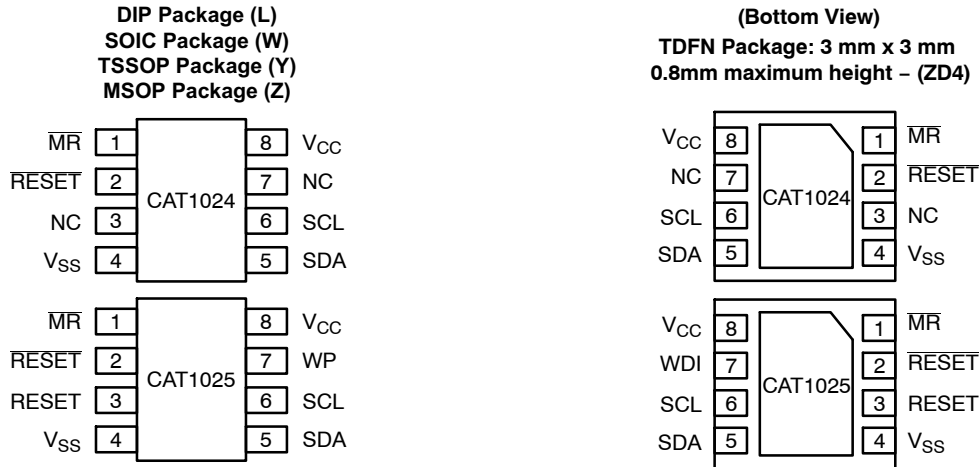 DIP Package (L)
SOIC Package (W)
TSSOP Package (Y)
MSOP Package (Z)
MR 1 8 VCC
RESET 2 7 NC
CAT1024
NC 3 6 SCL
VSS 4 5 SDA
MR 1 8 VCC
RESET 2 7 WP
CAT1025
RESET 3 6 SCL
VSS 4 5 SDA
(Bottom View)
TDFN Package: 3 mm x 3 mm
0.8mm maximum height – (ZD4)
VCC 8 1 MR
NC 7 2 RESET
CAT1024
SCL 6 3 NC
SDA 5 4 VSS
VCC 8 1 MR
WDI 7 2 RESET
CAT1025
SCL 6 3 RESET
SDA 5 4 VSS